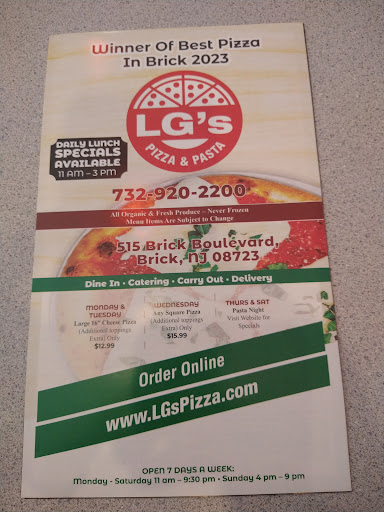 Winner Of Best Pizza
In Brick 2023
LG's
PIZZA & PASTA
DAILY LUNCH
SPECIALS
AVAILABLE
11 AM – 3 PM
732-920-2200
All Organic & Fresh Produce – Never Frozen
Menu Items Are Subject to Change
515 Brick Boulevard,
Brick, NJ 08723
Dine In • Catering • Carry Out • Delivery
MONDAY &
TUESDAY
Large 16" Cheese Pizza
(Additional toppings
Extra) Only
$12.99
WEDNESDAY
Any Square Pizza
(Additional toppings
Extra) Only
$15.99
THURS & SAT
Pasta Night
Visit Website for
Specials
Order Online
www.LGsPizza.com
OPEN 7 DAYS A WEEK:
Monday - Saturday 11 am – 9:30 pm • Sunday 4 pm – 9 pm